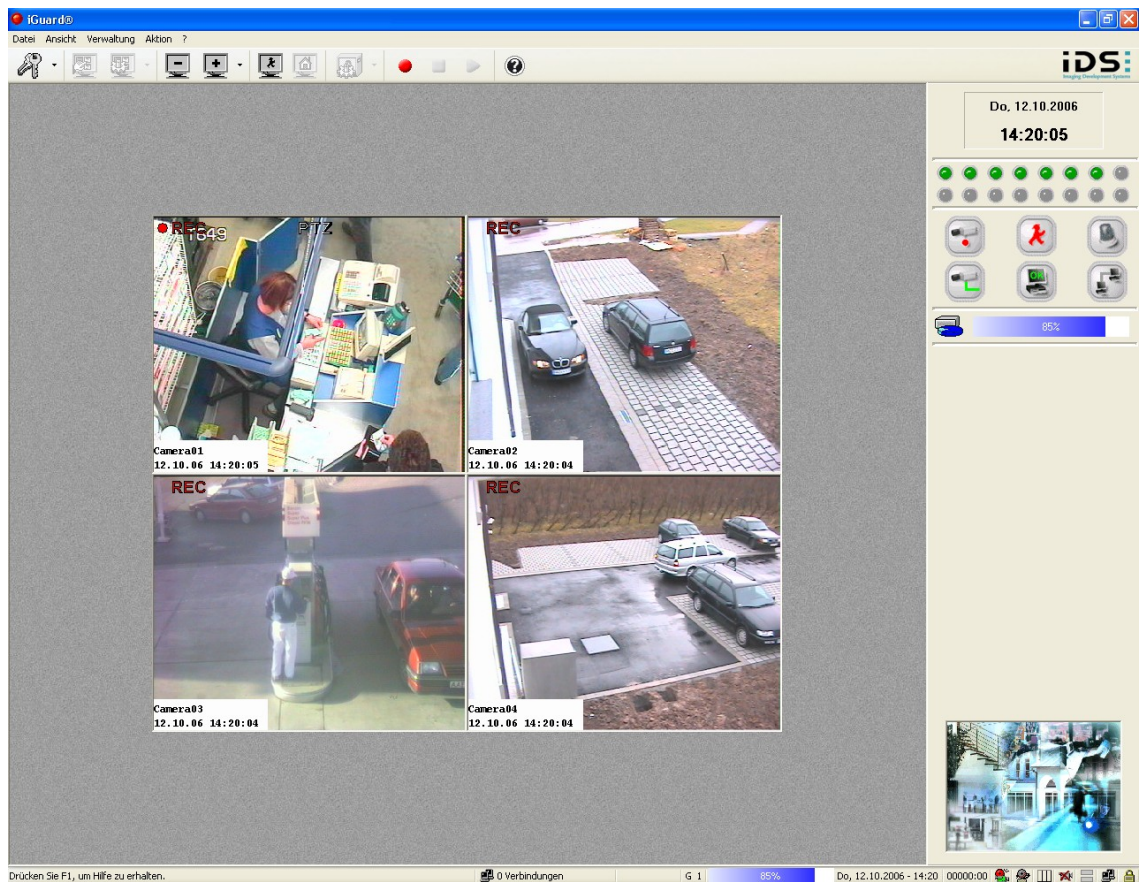 iGuard®
Datei Ansicht Verwaltung Aktion ?
iDS
Imaging Development Systems
Do, 12.10.2006
14:20:05
85%
REC
1649
PTZ
Camera01
12.10.06 14:20:05
REC
Camera02
12.10.06 14:20:04
REC
Camera03
12.10.06 14:20:04
REC
Camera04
12.10.06 14:20:04
Drücken Sie F1, um Hilfe zu erhalten.
0 Verbindungen
G 1
85%
Do, 12.10.2006 - 14:20
00000:00